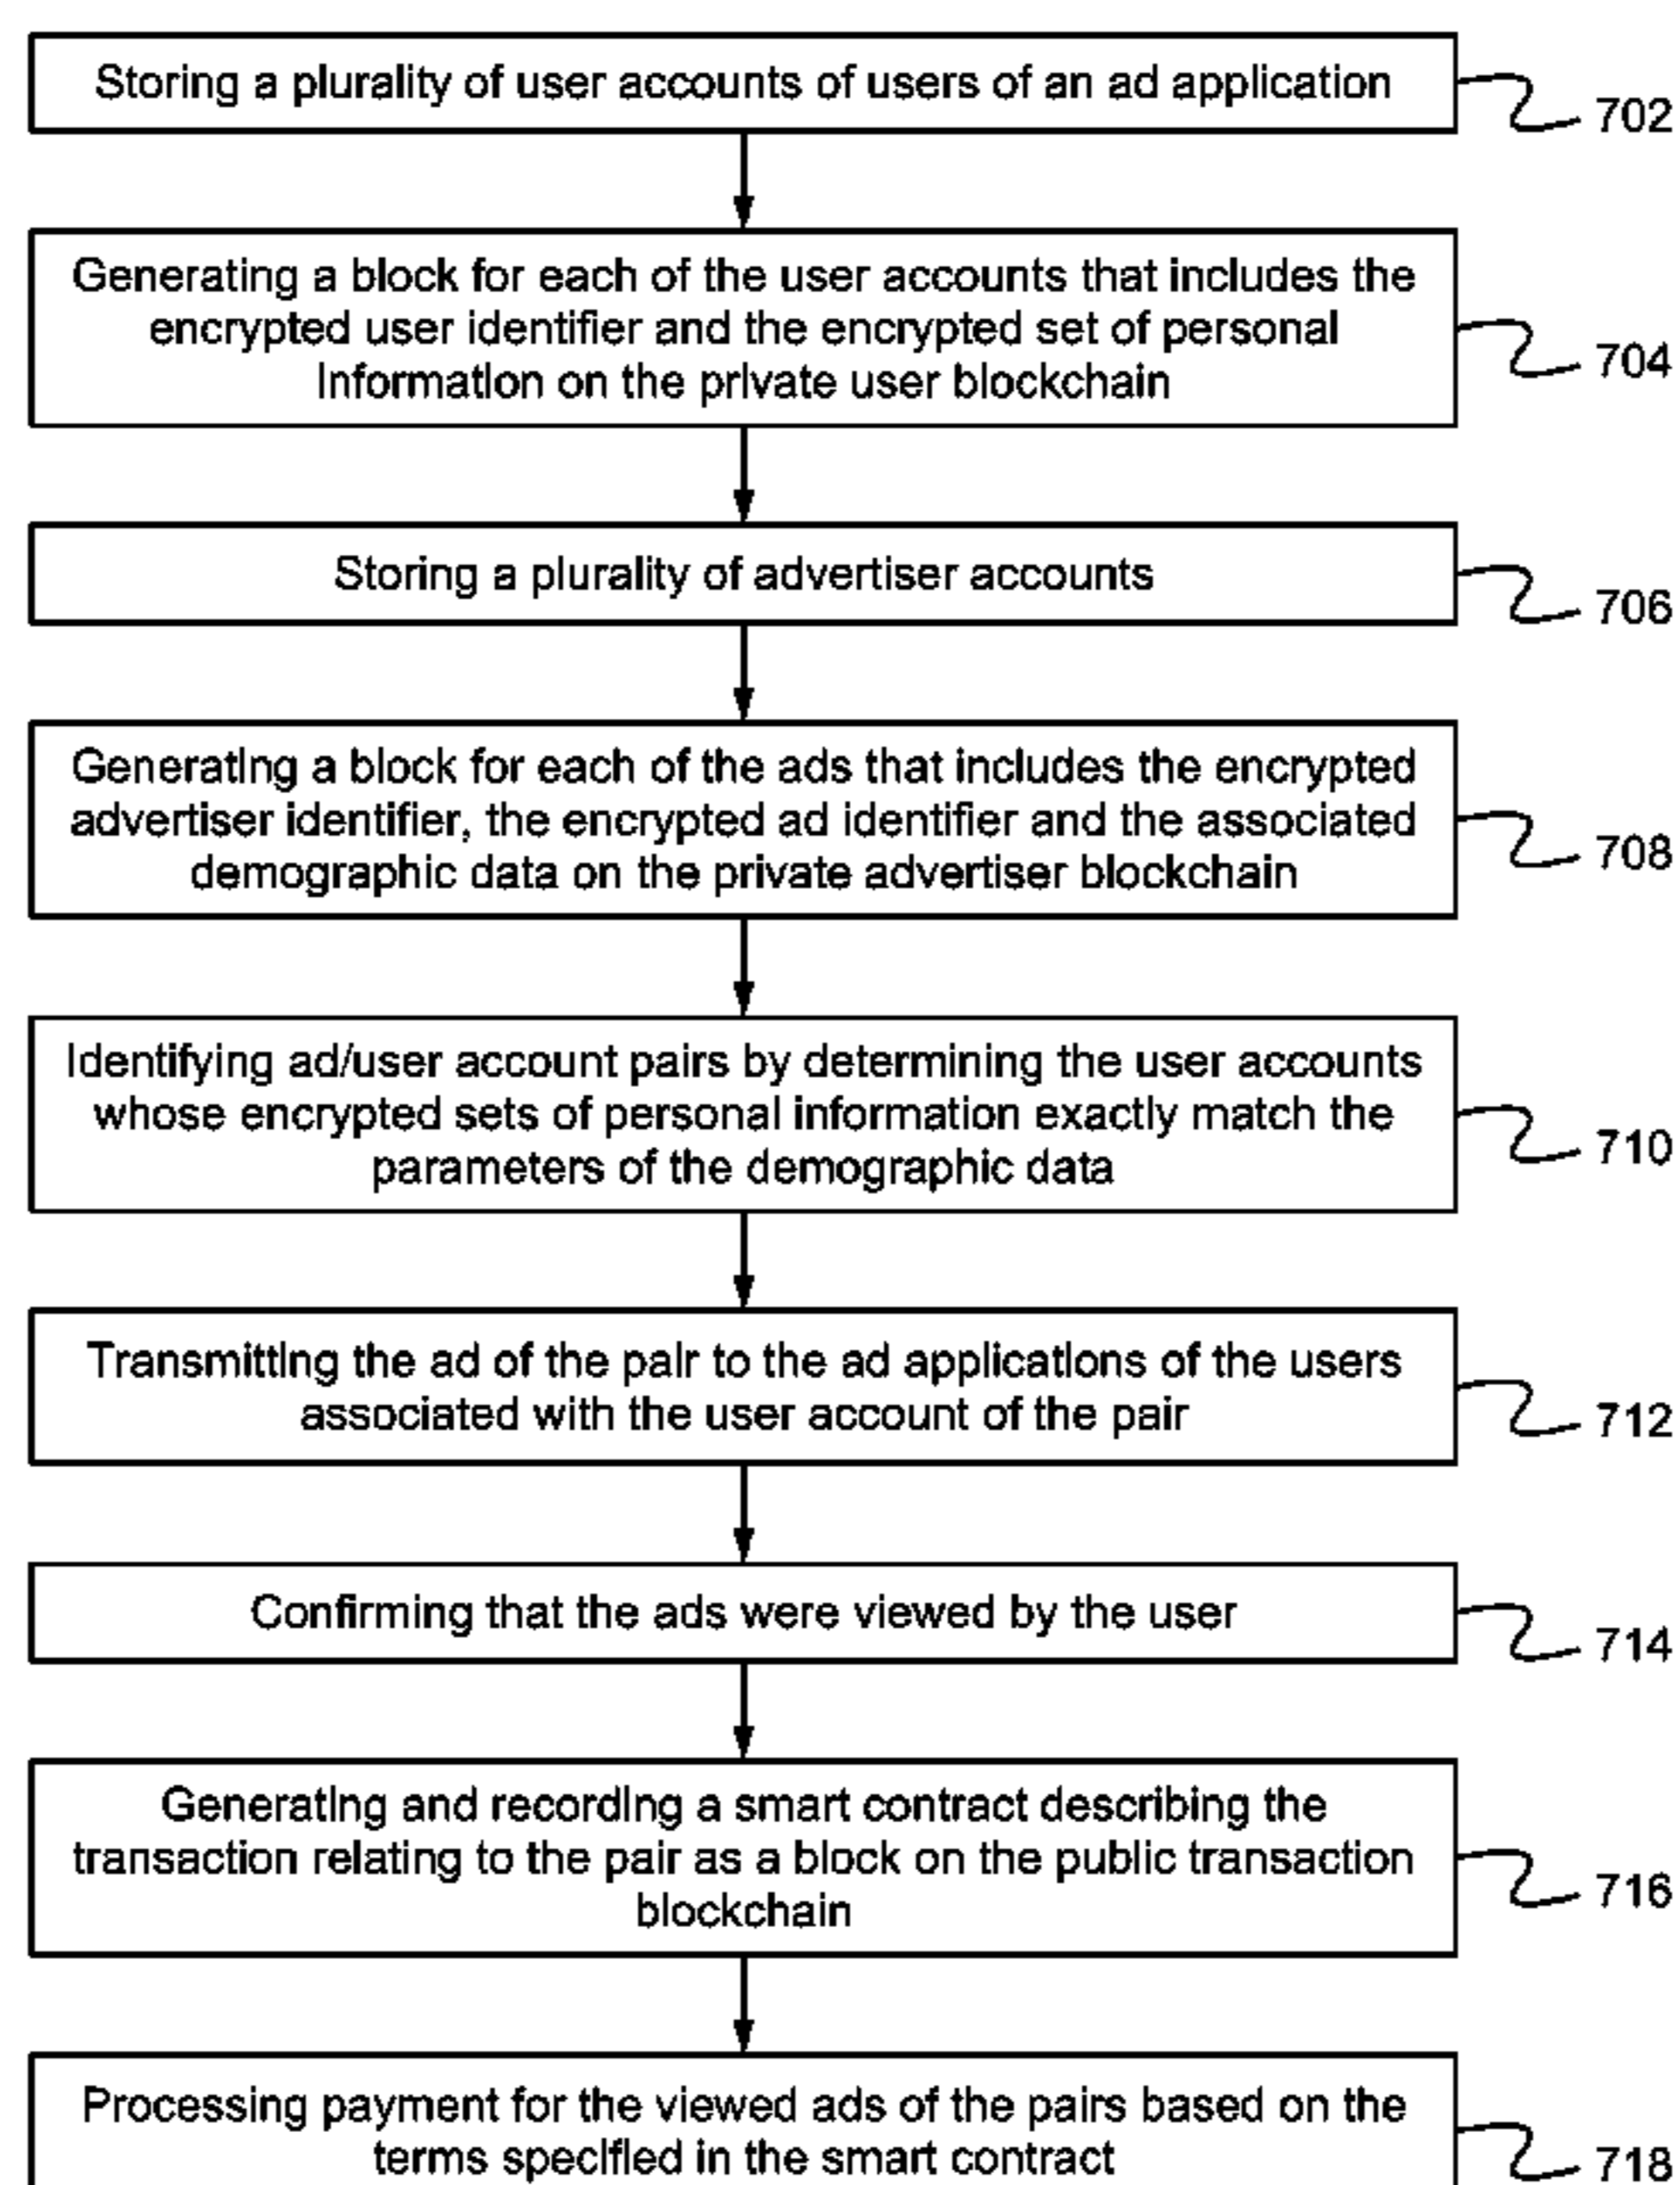 Storing a plurality of user accounts of users of an ad application
702
Generating a block for each of the user accounts that includes the
encrypted user identifier and the encrypted set of personal
Information on the private user blockchain
704
Storing a plurality of advertiser accounts
706
Generating a block for each of the ads that includes the encrypted
advertiser identifier, the encrypted ad identifier and the associated
demographic data on the private advertiser blockchain
708
Identifying ad/user account pairs by determining the user accounts
whose encrypted sets of personal information exactly match the
parameters of the demographic data
710
Transmitting the ad of the pair to the ad applications of the users
associated with the user account of the pair
712
Confirming that the ads were viewed by the user
714
Generating and recording a smart contract describing the
transaction relating to the pair as a block on the public transaction
blockchain
716
Processing payment for the viewed ads of the pairs based on the
terms specified in the smart contract
718